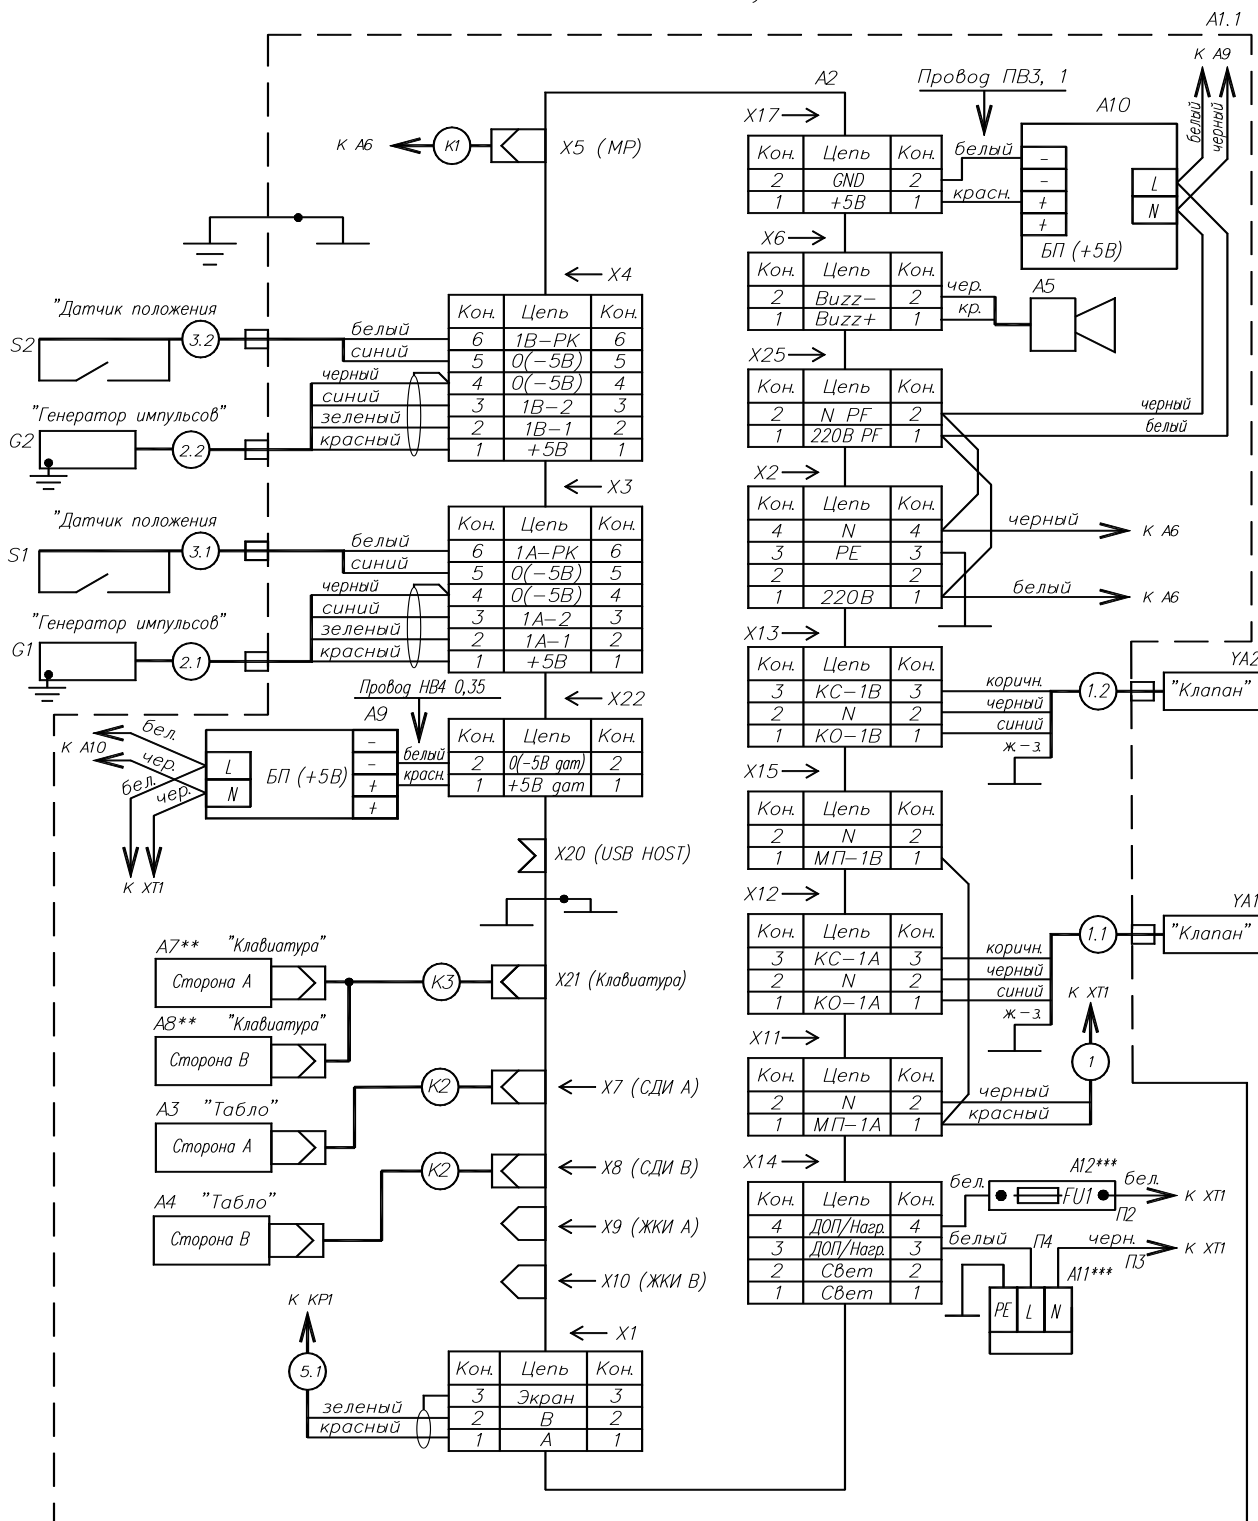 A1.1
К А9
белый
черный
A2
Провод ПВ3, 1
A10
К А6
K1
X5 (МР)
X17
Кон. Цепь Кон.
2 GND 2
1 +5В 1
белый
красн.
-
-
+
+
L
N
БП (+5В)
X6
Кон. Цепь Кон.
2 Buzz- 2
1 Buzz+ 1
чер.
кр.
A5
X4
Кон. Цепь Кон.
6 1В-РК 6
5 0(-5В) 5
4 0(-5В) 4
3 1В-2 3
2 1В-1 2
1 +5В 1
"Датчик положения
S2
3.2
белый
синий
черный
синий
зеленый
красный
"Генератор импульсов"
G2
2.2
X25
Кон. Цепь Кон.
2 N PF 2
1 220В PF 1
черный
белый
X2
Кон. Цепь Кон.
4 N 4
3 PE 3
2 2
1 220В 1
черный
К А6
белый
К А6
X3
Кон. Цепь Кон.
6 1А-РК 6
5 0(-5В) 5
4 0(-5В) 4
3 1А-2 3
2 1А-1 2
1 +5В 1
"Датчик положения
S1
3.1
белый
синий
черный
синий
зеленый
красный
"Генератор импульсов"
G1
2.1
X13
Кон. Цепь Кон.
3 КС-1В 3
2 N 2
1 КО-1В 1
коричн.
черный
синий
ж-з.
1.2
YA2
"Клапан"
Провод НВ4 0,35
X22
Кон. Цепь Кон.
2 0(-5В дат) 2
1 +5В дат 1
белый
красн.
A9
-
-
+
+
БП (+5В)
L
N
К А10
бел.
чер.
бел.
чер.
К ХТ1
X15
Кон. Цепь Кон.
2 N 2
1 МП-1В 1
X20 (USB HOST)
X12
Кон. Цепь Кон.
3 КС-1А 3
2 N 2
1 КО-1А 1
коричн.
черный
синий
ж-з.
1.1
YA1
"Клапан"
К ХТ1
1
A7** "Клавиатура"
Сторона А
К3
X21 (Клавиатура)
A8** "Клавиатура"
Сторона В
X11
Кон. Цепь Кон.
2 N 2
1 МП-1А 1
черный
красный
A3 "Табло"
Сторона А
К2
X7 (СДИ А)
A4 "Табло"
Сторона В
К2
X8 (СДИ В)
X9 (ЖКИ А)
X10 (ЖКИ В)
X14
Кон. Цепь Кон.
4 ДОП/Нагр. 4
3 ДОП/Нагр. 3
2 Свет 2
1 Свет 1
бел.
A12***
FU1
бел.
П2
К ХТ1
белый
П4
черн.
П3
К ХТ1
A11***
PE L N
К КР1
5.1
X1
Кон. Цепь Кон.
3 Экран 3
2 В 2
1 А 1
зеленый
красный